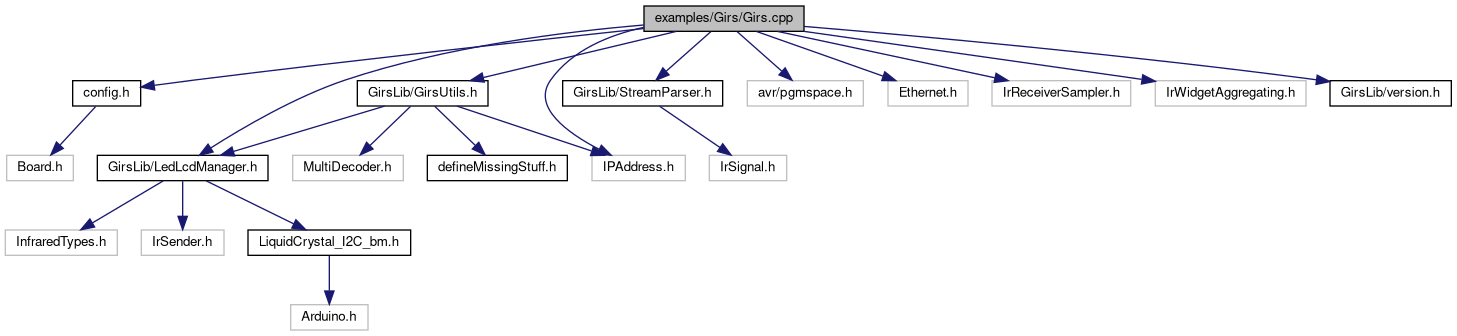 examples/Girs/Girs.cpp
config.h
GirsLib/GirsUtils.h
GirsLib/StreamParser.h
avr/pgmspace.h
Ethernet.h
IrReceiverSampler.h
IrWidgetAggregating.h
GirsLib/version.h
Board.h
GirsLib/LedLcdManager.h
MultiDecoder.h
defineMissingStuff.h
IPAddress.h
IrSignal.h
InfraredTypes.h
IrSender.h
LiquidCrystal_I2C_bm.h
Arduino.h